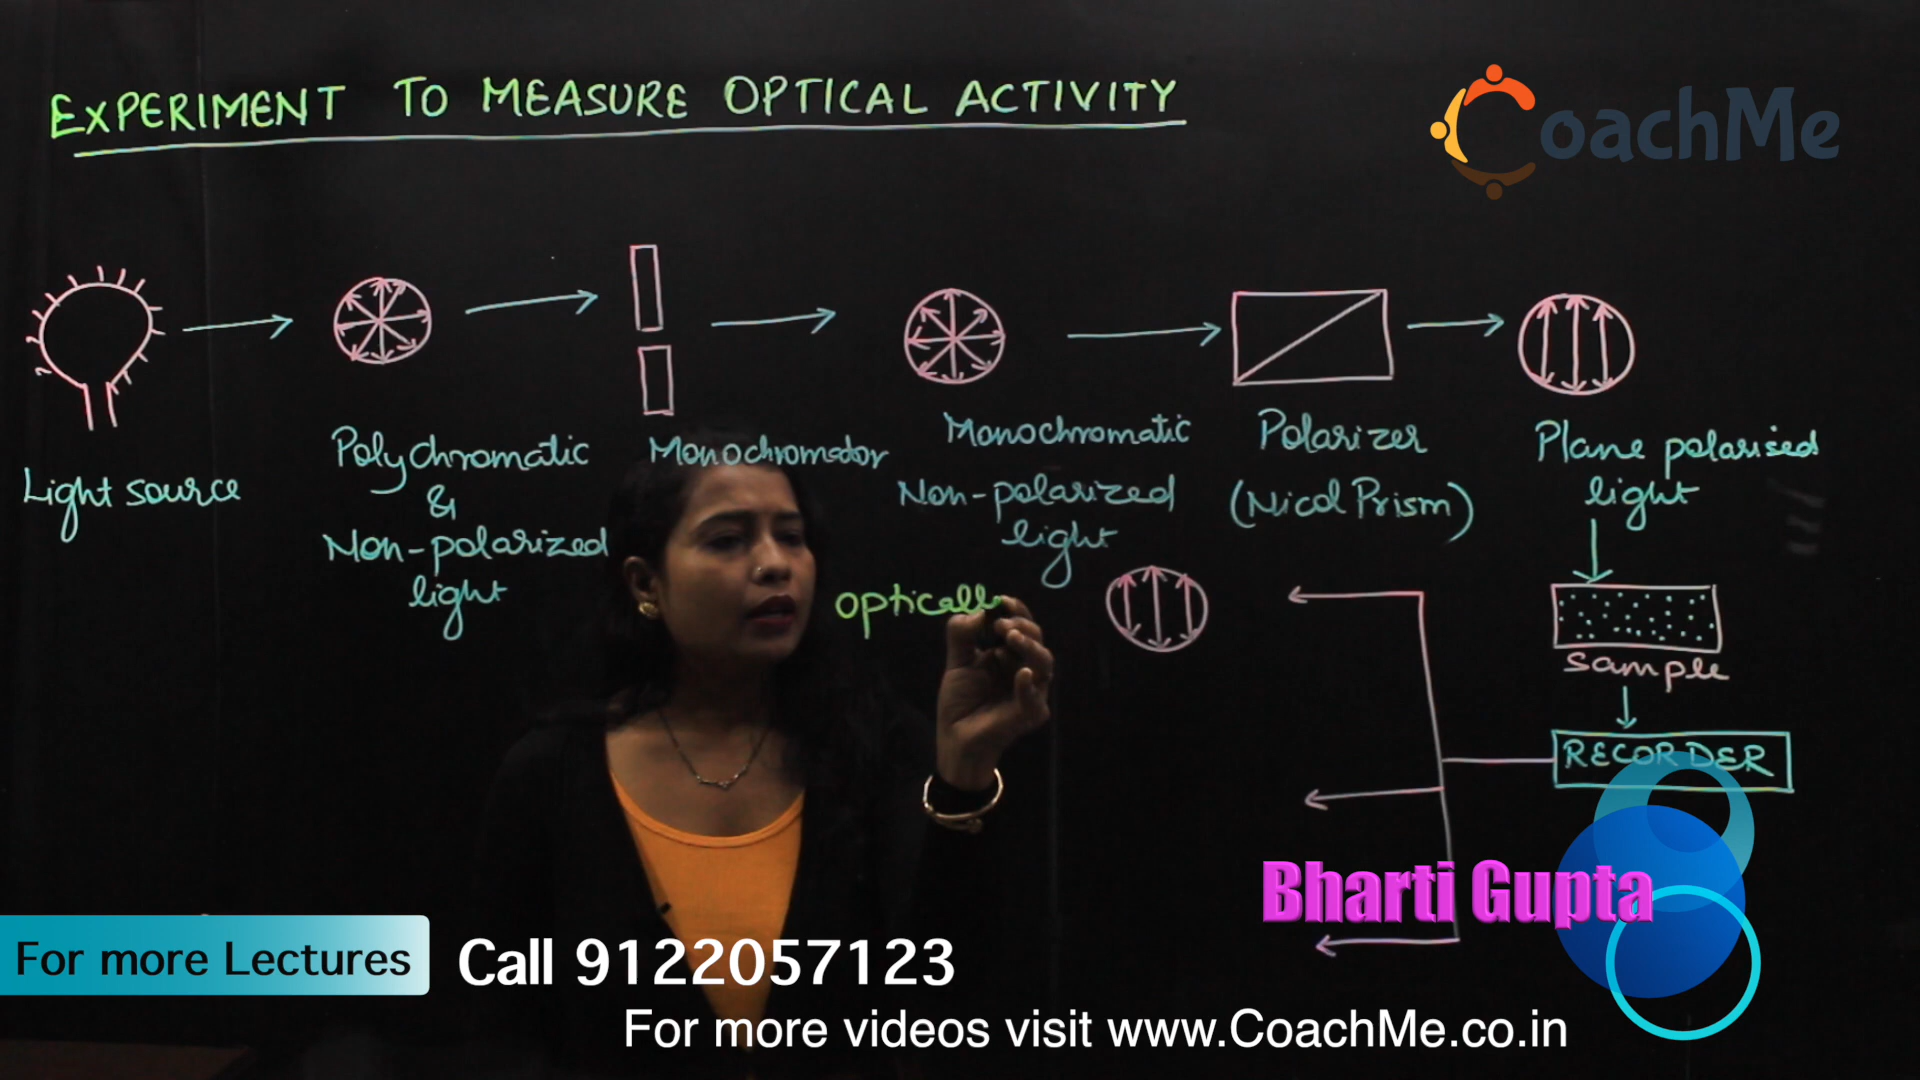 EXPERIMENT TO MEASURE OPTICAL ACTIVITY
CoachMe
Light source
Polychromatic
&
Non-polarized
light
Monochromator
Monochromatic
Non-polarized
light
Polarizer
(Nicol Prism)
Plane polarised
light
Optically
Sample
RECORDER
Bharti Gupta
For more Lectures
Call 9122057123
For more videos visit www.CoachMe.co.in